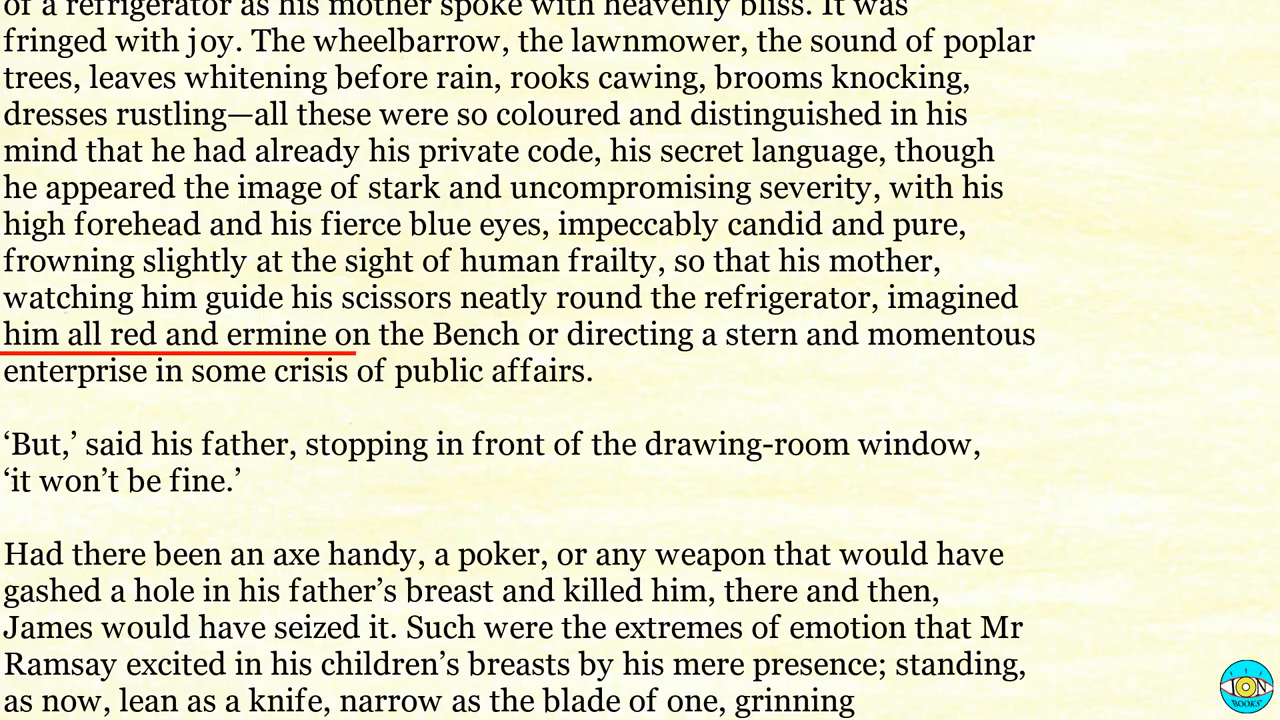 of a refrigerator as his mother spoke with heavenly bliss. It was
fringed with joy. The wheelbarrow, the lawnmower, the sound of poplar
trees, leaves whitening before rain, rooks cawing, brooms knocking,
dresses rustling—all these were so coloured and distinguished in his
mind that he had already his private code, his secret language, though
he appeared the image of stark and uncompromising severity, with his
high forehead and his fierce blue eyes, impeccably candid and pure,
frowning slightly at the sight of human frailty, so that his mother,
watching him guide his scissors neatly round the refrigerator, imagined
him all red and ermine on the Bench or directing a stern and momentous
enterprise in some crisis of public affairs.
‘But,’ said his father, stopping in front of the drawing-room window,
‘it won’t be fine.’
Had there been an axe handy, a poker, or any weapon that would have
gashed a hole in his father’s breast and killed him, there and then,
James would have seized it. Such were the extremes of emotion that Mr
Ramsay excited in his children’s breasts by his mere presence; standing,
as now, lean as a knife, narrow as the blade of one, grinning
ION
BOOKS